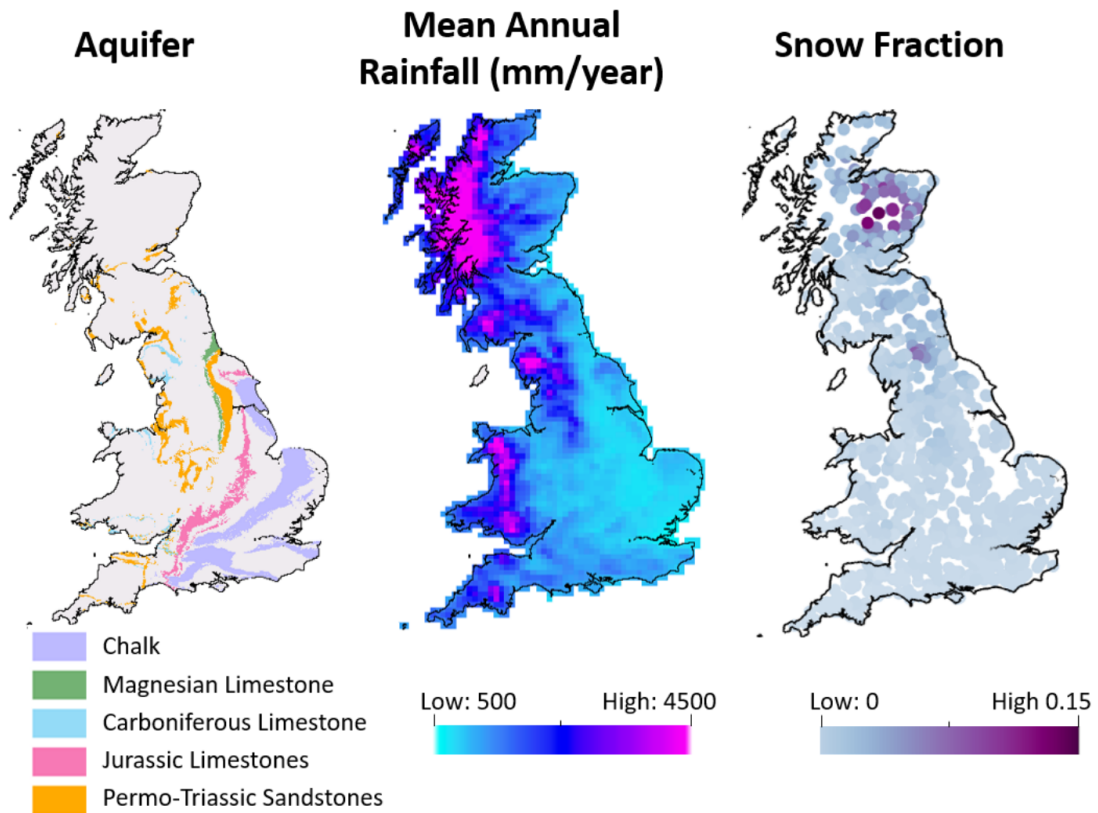 Aquifer
Mean Annual
Rainfall (mm/year)
Snow Fraction
Chalk
Magnesian Limestone
Carboniferous Limestone
Jurassic Limestones
Permo-Triassic Sandstones
Low: 500
High: 4500
Low: 0
High 0.15